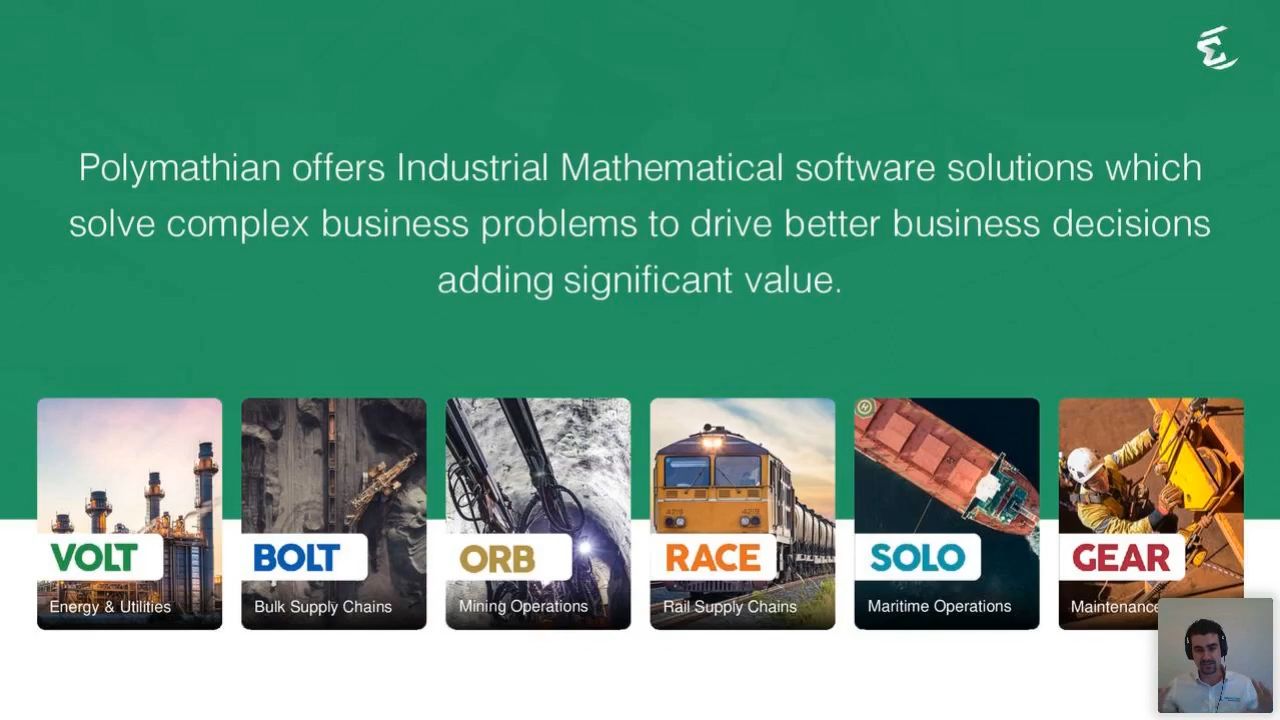 Polymathian offers Industrial Mathematical software solutions which
solve complex business problems to drive better business decisions
adding significant value.
VOLT
Energy & Utilities
BOLT
Bulk Supply Chains
ORB
Mining Operations
RACE
Rail Supply Chains
SOLO
Maritime Operations
GEAR
Maintenance